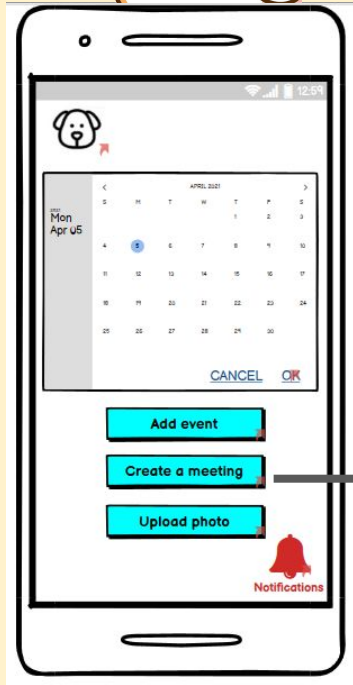 12:59
< APRIL 2021 >
2021
Mon
Apr 05
S M T W T F S
1 2 3
4 5 6 7 8 9 10
11 12 13 14 15 16 17
18 19 20 21 22 23 24
25 26 27 28 29 30
CANCEL OK
Add event
Create a meeting
Upload photo
Notifications